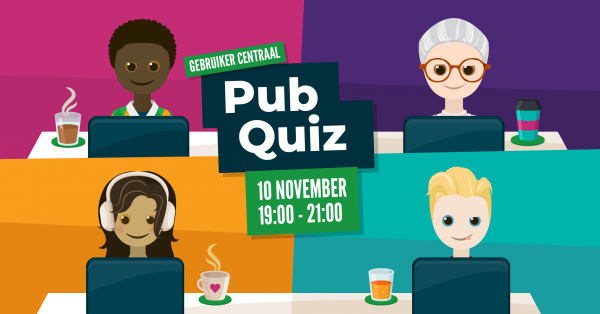 GEBRUIKER CENTRAAL
Pub
Quiz
10 NOVEMBER
19:00 - 21:00